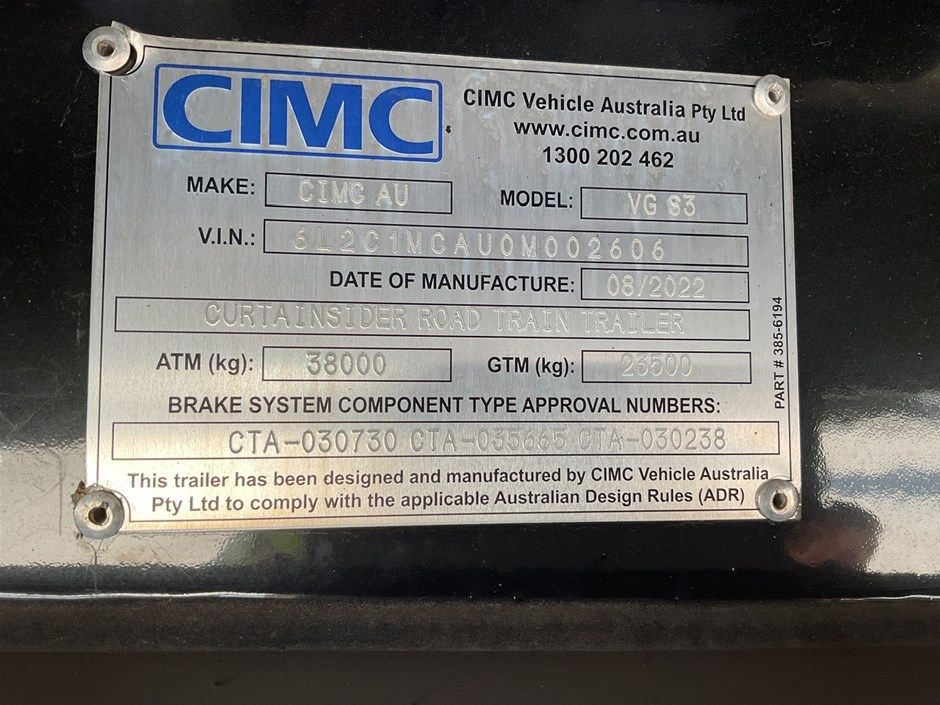 CIMC
CIMC Vehicle Australia Pty Ltd
www.cimc.com.au
1300 202 462
MAKE: CIMC AU MODEL: VG S3
V.I.N.: 6L2C1MCAU0M002606
DATE OF MANUFACTURE: 08/2022
CURTAINSIDER ROAD TRAIN TRAILER
ATM (kg): 38000 GTM (kg): 23500
BRAKE SYSTEM COMPONENT TYPE APPROVAL NUMBERS:
CTA-030730 CTA-035665 CTA-030238
This trailer has been designed and manufactured by CIMC Vehicle Australia
Pty Ltd to comply with the applicable Australian Design Rules (ADR)
PART # 385-6194